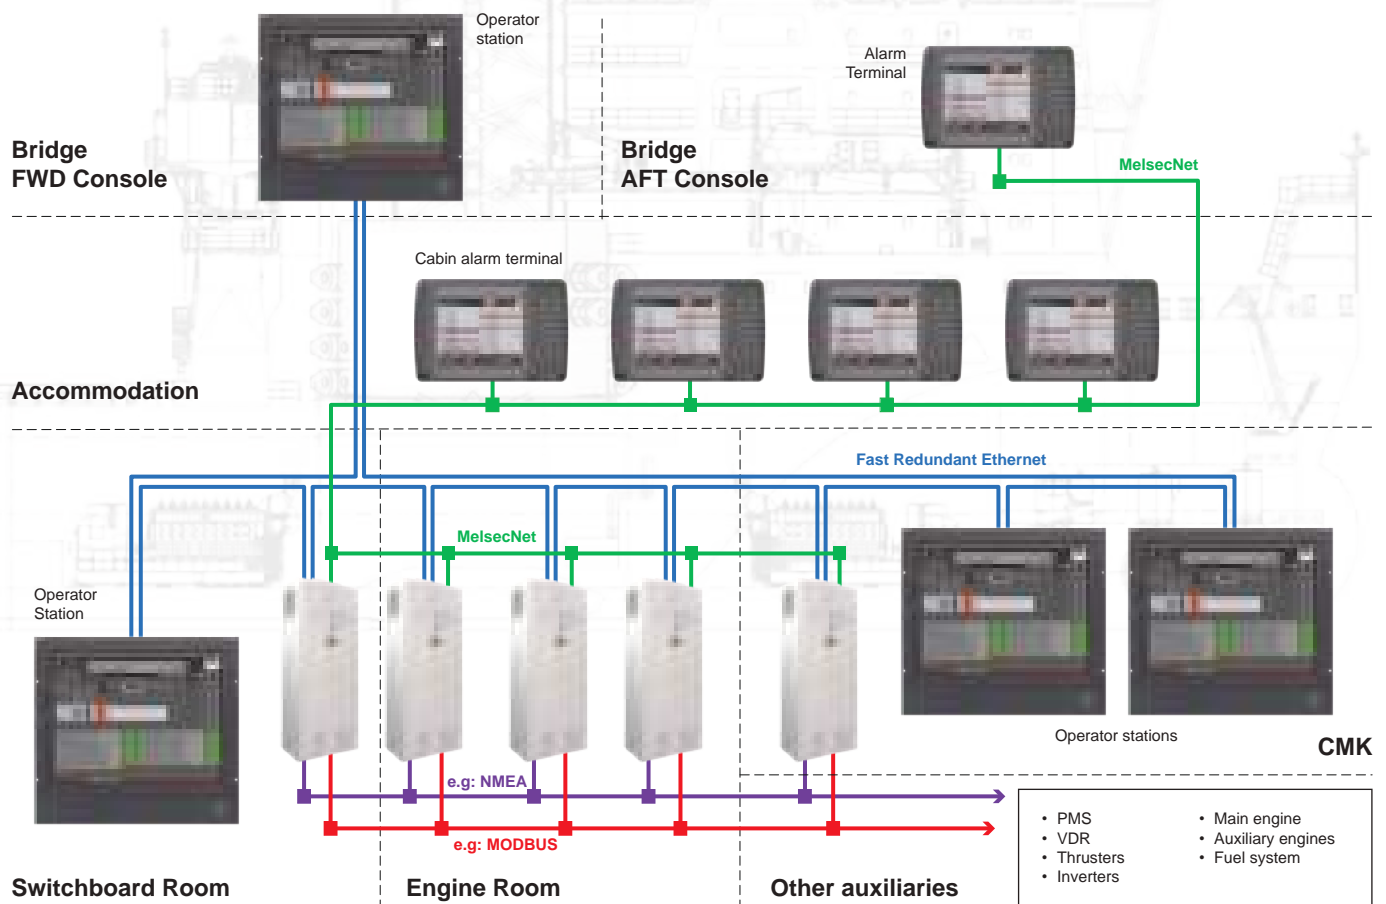 Operator
station
Alarm
Terminal
Bridge
FWD Console
Bridge
AFT Console
MelsecNet
Cabin alarm terminal
Accommodation
Fast Redundant Ethernet
MelsecNet
Operator
Station
Operator stations
CMK
e.g: NMEA
e.g: MODBUS
• PMS
• VDR
• Thrusters
• Inverters
• Main engine
• Auxiliary engines
• Fuel system
Switchboard Room
Engine Room
Other auxiliaries